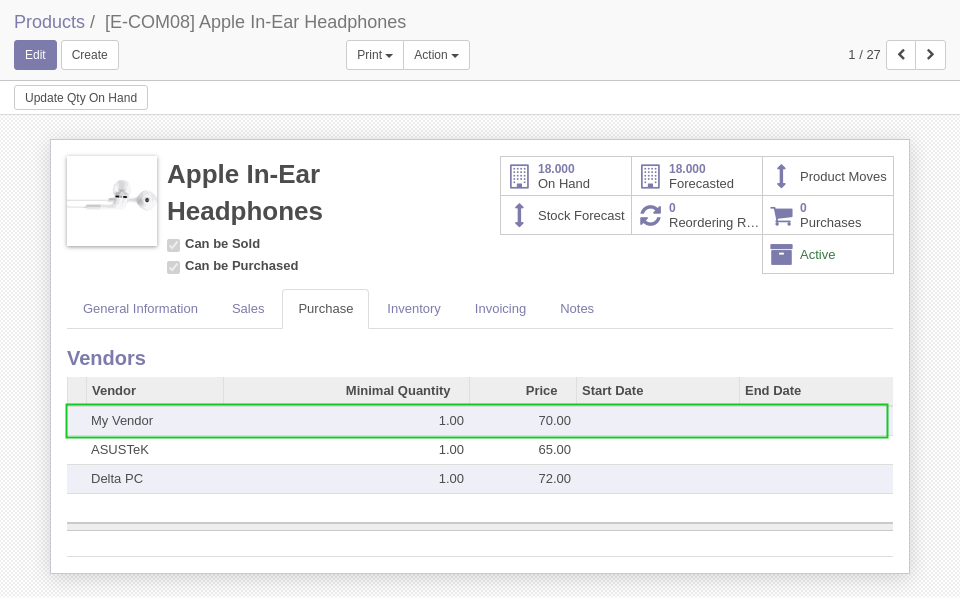 Products / [E-COM08] Apple In-Ear Headphones
Edit Create Print Action 1 / 27
Update Qty On Hand
Apple In-Ear
Headphones
Can be Sold
Can be Purchased
18.000
On Hand
18.000
Forecasted
Product Moves
Stock Forecast
0
Reordering R...
0
Purchases
Active
General Information Sales Purchase Inventory Invoicing Notes
Vendors
Vendor Minimal Quantity Price Start Date End Date
My Vendor 1.00 70.00
ASUSTeK 1.00 65.00
Delta PC 1.00 72.00